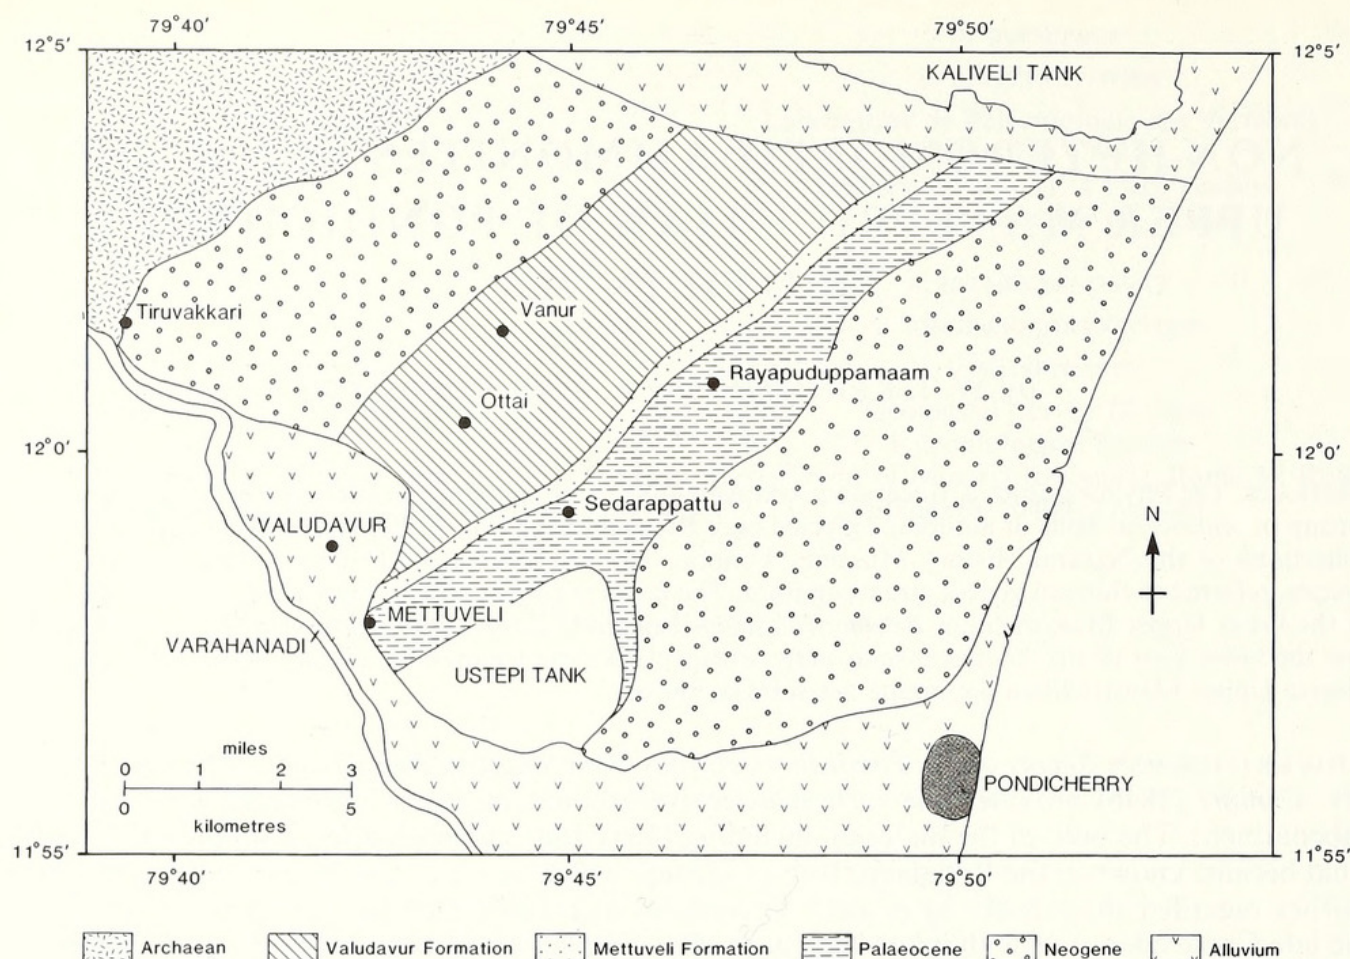 79°40′ 79°45′ 79°50′
12°5′ 12°5′
KALIVELI TANK
Tiruvakkari
Vanur
Rayapuduppamaam
Ottai
12°0′ 12°0′
Sedarappattu
VALUDAVUR
METTUVELI
N
VARAHANADI
USTEPI TANK
miles
0 1 2 3
0 5
kilometres
PONDICHERRY
11°55′ 11°55′
79°40′ 79°45′ 79°50′
Archaean Valudavur Formation Mettuveli Formation Palaeocene Neogene Alluvium